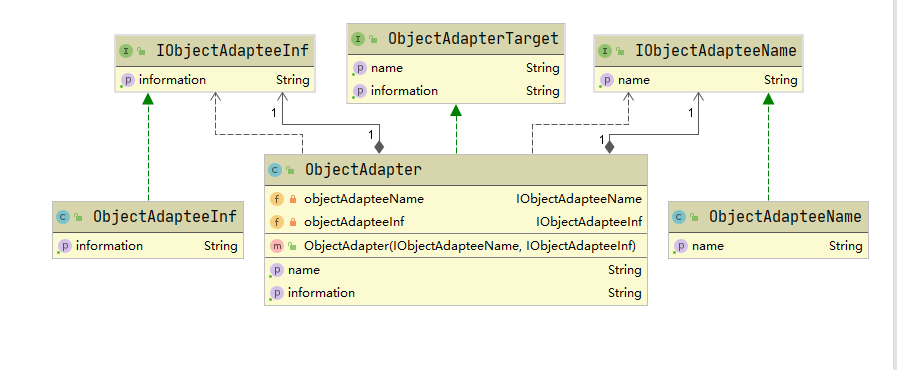 I IObjectAdapteeInf
p information String
I ObjectAdapterTarget
p name String
p information String
I IObjectAdapteeName
p name String
1
1
1
1
C ObjectAdapteeInf
p information String
C ObjectAdapter
f objectAdapteeName IObjectAdapteeName
f objectAdapteeInf IObjectAdapteeInf
m ObjectAdapter(IObjectAdapteeName, IObjectAdapteeInf)
p name String
p information String
C ObjectAdapteeName
p name String